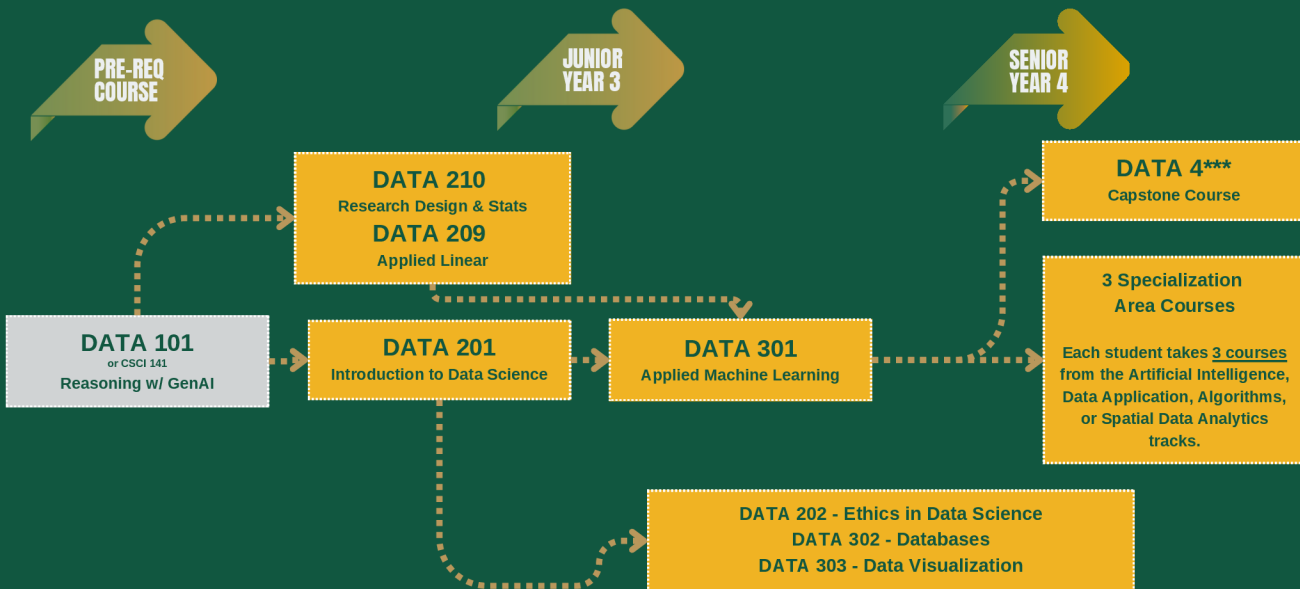 PRE-REQ
COURSE
JUNIOR
YEAR 3
SENIOR
YEAR 4
DATA 210
Research Design & Stats
DATA 209
Applied Linear
DATA 4***
Capstone Course
DATA 101
or CSCI 141
Reasoning w/ GenAI
DATA 201
Introduction to Data Science
DATA 301
Applied Machine Learning
3 Specialization
Area Courses
Each student takes 3 courses
from the Artificial Intelligence,
Data Application, Algorithms,
or Spatial Data Analytics
tracks.
DATA 202 - Ethics in Data Science
DATA 302 - Databases
DATA 303 - Data Visualization